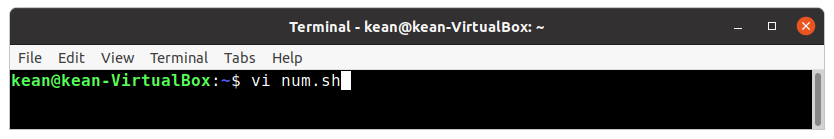 Terminal - kean@kean-VirtualBox: ~
File Edit View Terminal Tabs Help
kean@kean-VirtualBox:~$ vi num.sh